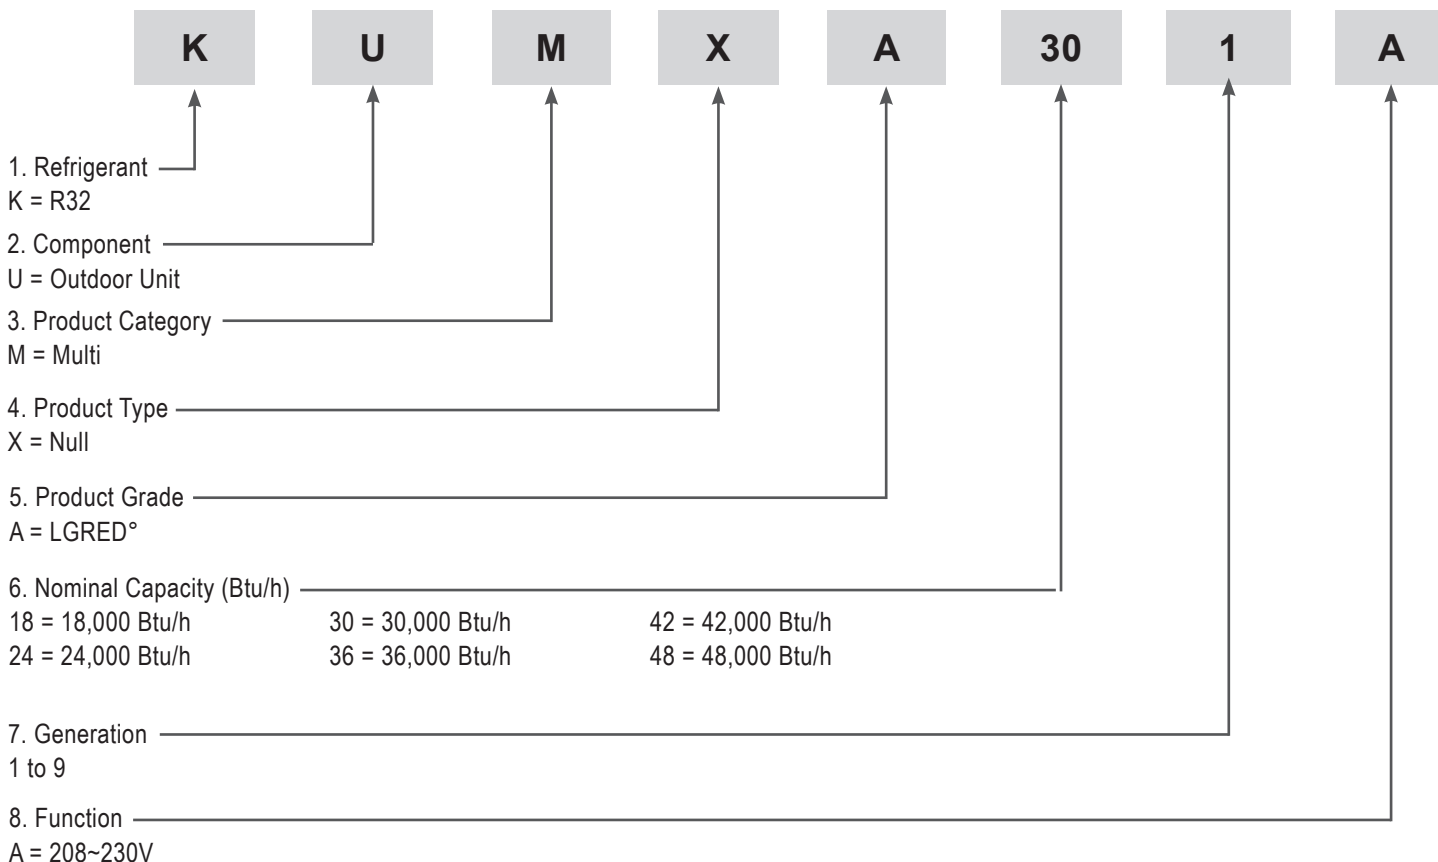 K U M X A 30 1 A
1. Refrigerant
K = R32
2. Component
U = Outdoor Unit
3. Product Category
M = Multi
4. Product Type
X = Null
5. Product Grade
A = LGRED°
6. Nominal Capacity (Btu/h)
18 = 18,000 Btu/h 30 = 30,000 Btu/h 42 = 42,000 Btu/h
24 = 24,000 Btu/h 36 = 36,000 Btu/h 48 = 48,000 Btu/h
7. Generation
1 to 9
8. Function
A = 208~230V